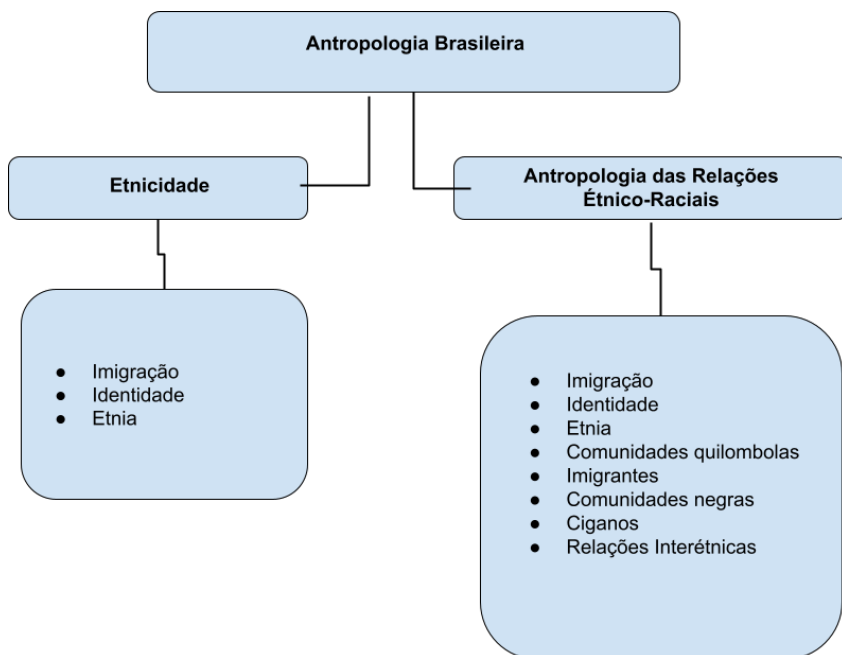 Antropologia Brasileira
Etnicidade
Antropologia das Relações
Étnico-Raciais
● Imigração
● Identidade
● Etnia
● Imigração
● Identidade
● Etnia
● Comunidades quilombolas
● Imigrantes
● Comunidades negras
● Ciganos
● Relações Interétnicas